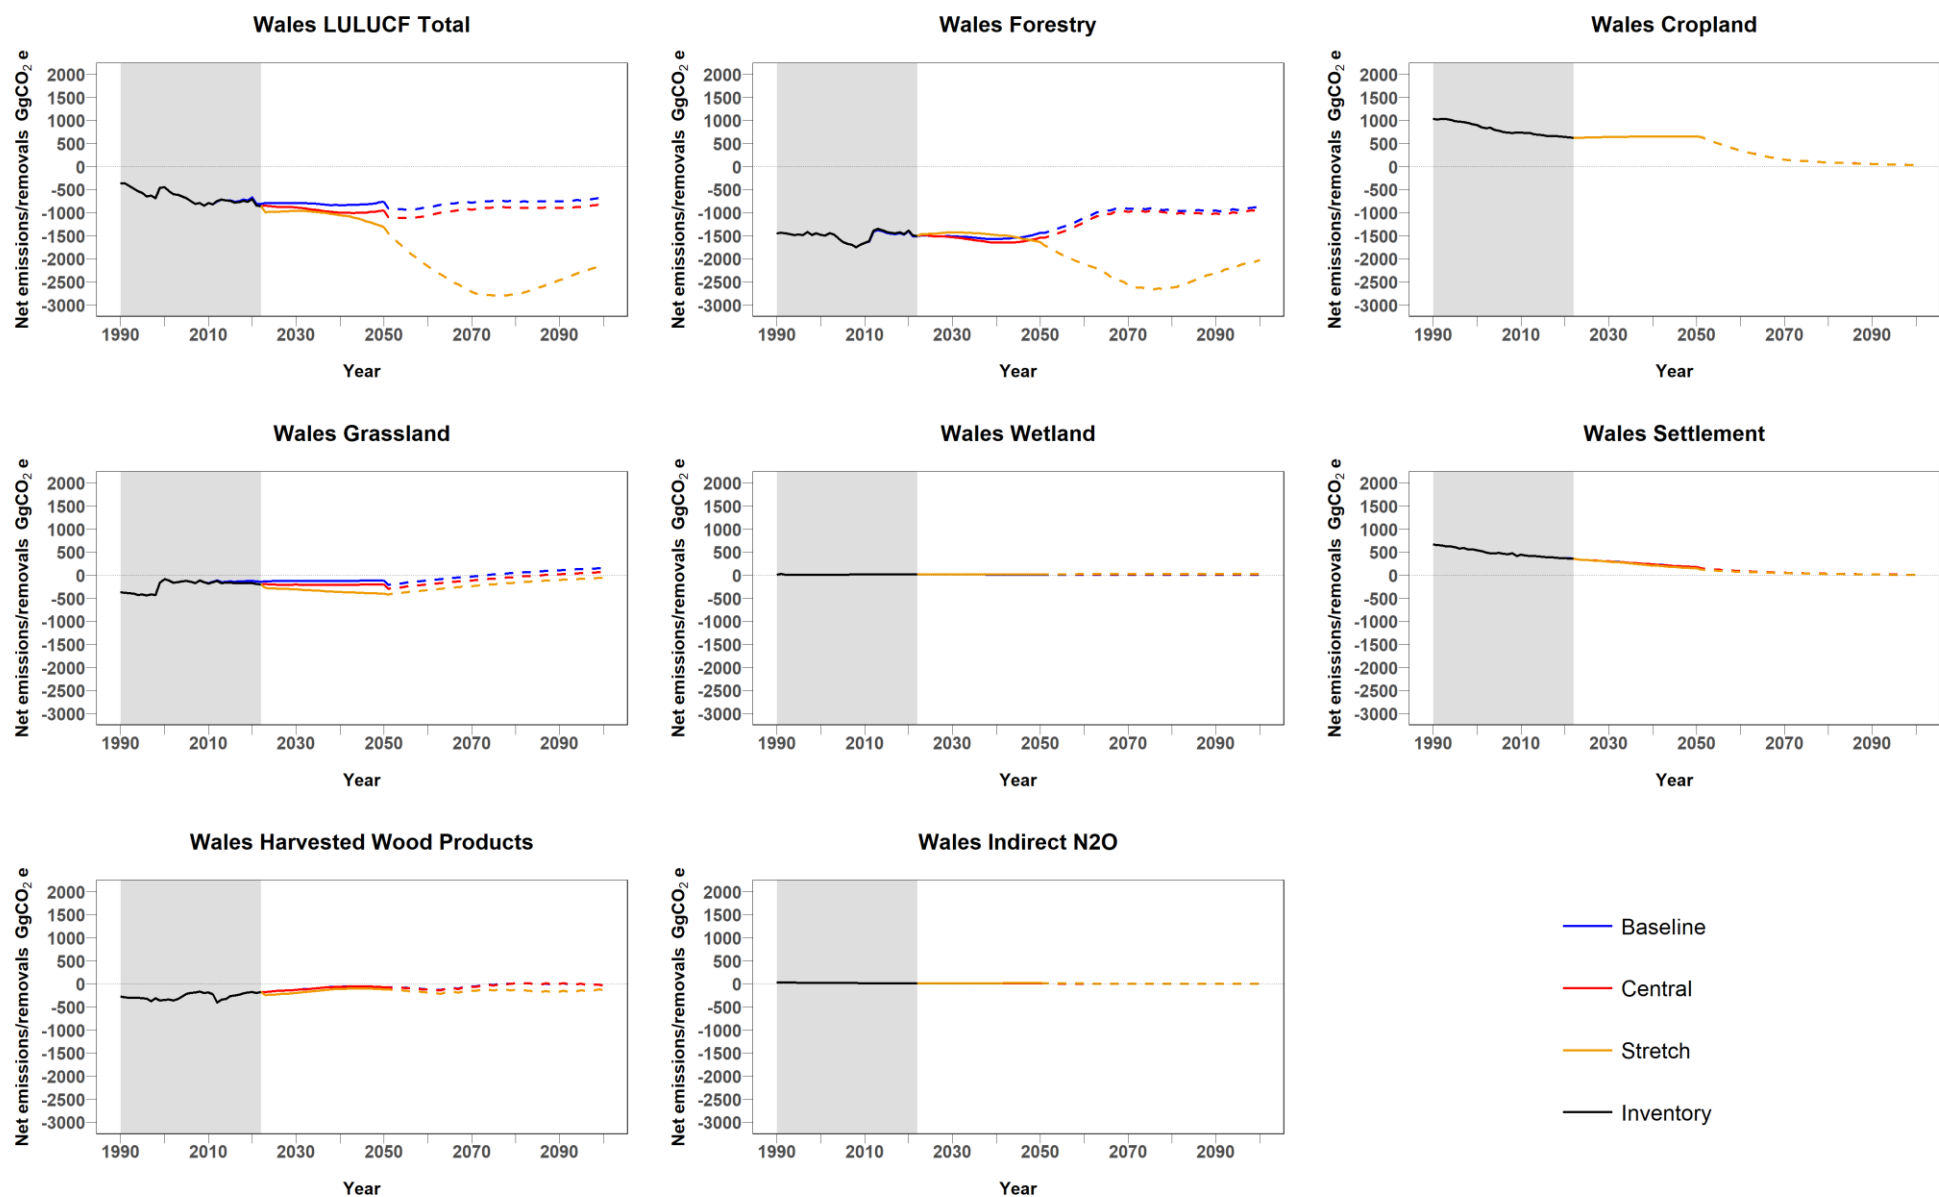 Wales LULUCF Total
Net emissions/removals GgCO₂ e
2000
1500
1000
500
0
-500
-1000
-1500
-2000
-2500
-3000
1990 2010 2030 2050 2070 2090
Year
Wales Forestry
Net emissions/removals GgCO₂ e
2000
1500
1000
500
0
-500
-1000
-1500
-2000
-2500
-3000
1990 2010 2030 2050 2070 2090
Year
Wales Cropland
Net emissions/removals GgCO₂ e
2000
1500
1000
500
0
-500
-1000
-1500
-2000
-2500
-3000
1990 2010 2030 2050 2070 2090
Year
Wales Grassland
Net emissions/removals GgCO₂ e
2000
1500
1000
500
0
-500
-1000
-1500
-2000
-2500
-3000
1990 2010 2030 2050 2070 2090
Year
Wales Wetland
Net emissions/removals GgCO₂ e
2000
1500
1000
500
0
-500
-1000
-1500
-2000
-2500
-3000
1990 2010 2030 2050 2070 2090
Year
Wales Settlement
Net emissions/removals GgCO₂ e
2000
1500
1000
500
0
-500
-1000
-1500
-2000
-2500
-3000
1990 2010 2030 2050 2070 2090
Year
Wales Harvested Wood Products
Net emissions/removals GgCO₂ e
2000
1500
1000
500
0
-500
-1000
-1500
-2000
-2500
-3000
1990 2010 2030 2050 2070 2090
Year
Wales Indirect N2O
Net emissions/removals GgCO₂ e
2000
1500
1000
500
0
-500
-1000
-1500
-2000
-2500
-3000
1990 2010 2030 2050 2070 2090
Year
Baseline
Central
Stretch
Inventory